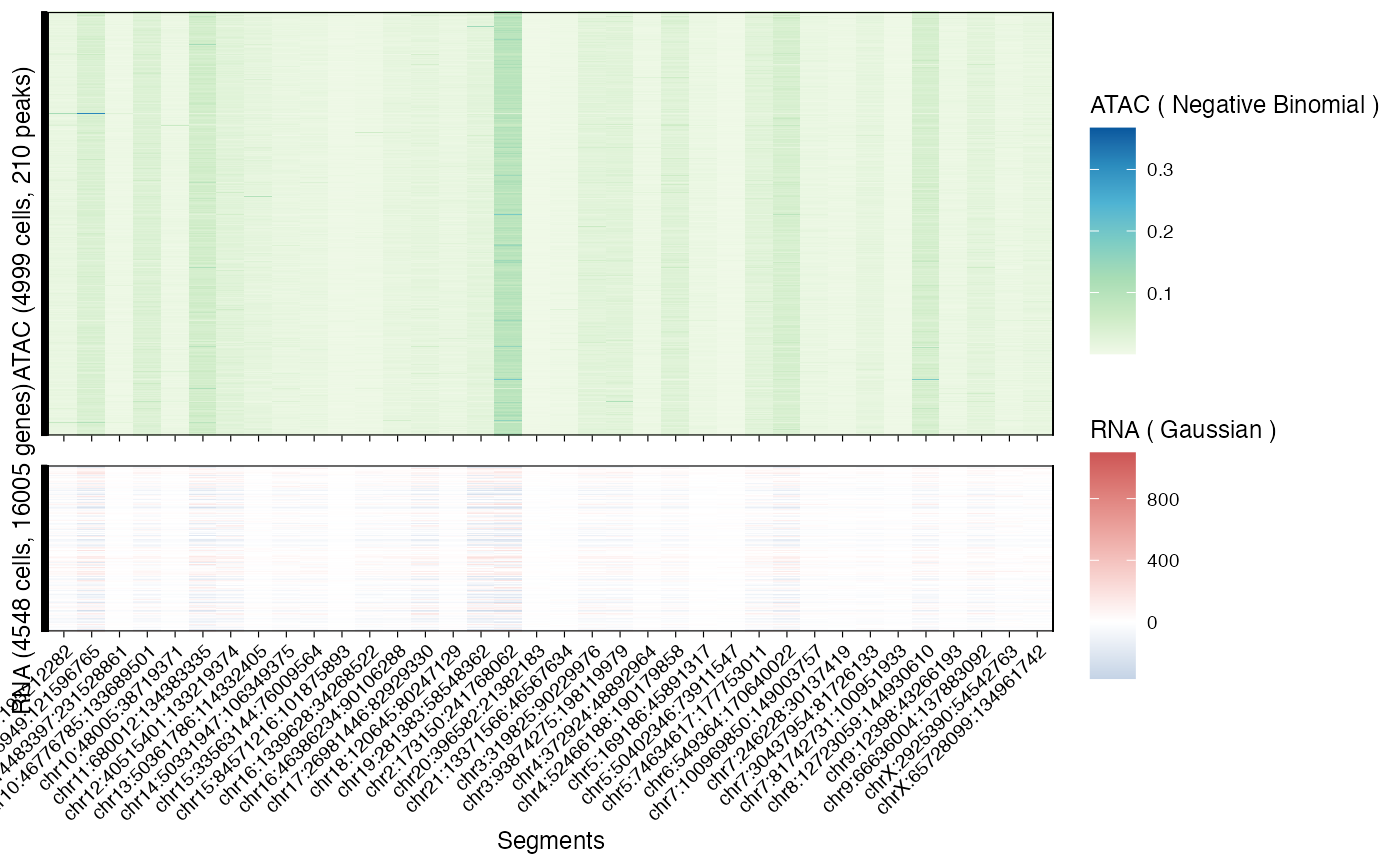 ATAC (4999 cells, 210 peaks)
RNA (4548 cells, 16005 genes)
r10:46776785:133689501
chr10:48005:38719371
chr11:680012:134383335
chr12:40515401:133219374
chr13:50361786:114332405
chr14:50531947:106349375
chr15:33563144:76009564
chr15:84571216:101875893
chr16:1339628:34268522
chr16:46386234:90106288
chr17:26981446:82929330
chr18:120645:80247129
chr19:281383:58548362
chr2:173150:241768062
chr20:396582:21382183
chr21:13371566:46567634
chr3:319825:90229976
chr3:93874275:198119979
chr4:372924:48892964
chr4:52466188:190179858
chr5:169186:45891317
chr5:50402346:73911547
chr5:74634617:177753011
chr6:549364:170640022
chr7:100969850:149003757
chr7:246228:30137419
chr7:30437954:81726133
chr7:81742731:100951933
chr8:127230591:144930610
chr9:12398:43266193
chr9:66636004:137883092
chrX:2925390:54542763
chrX:65728099:134961742
Segments
ATAC ( Negative Binomial )
0.3
0.2
0.1
RNA ( Gaussian )
800
400
0